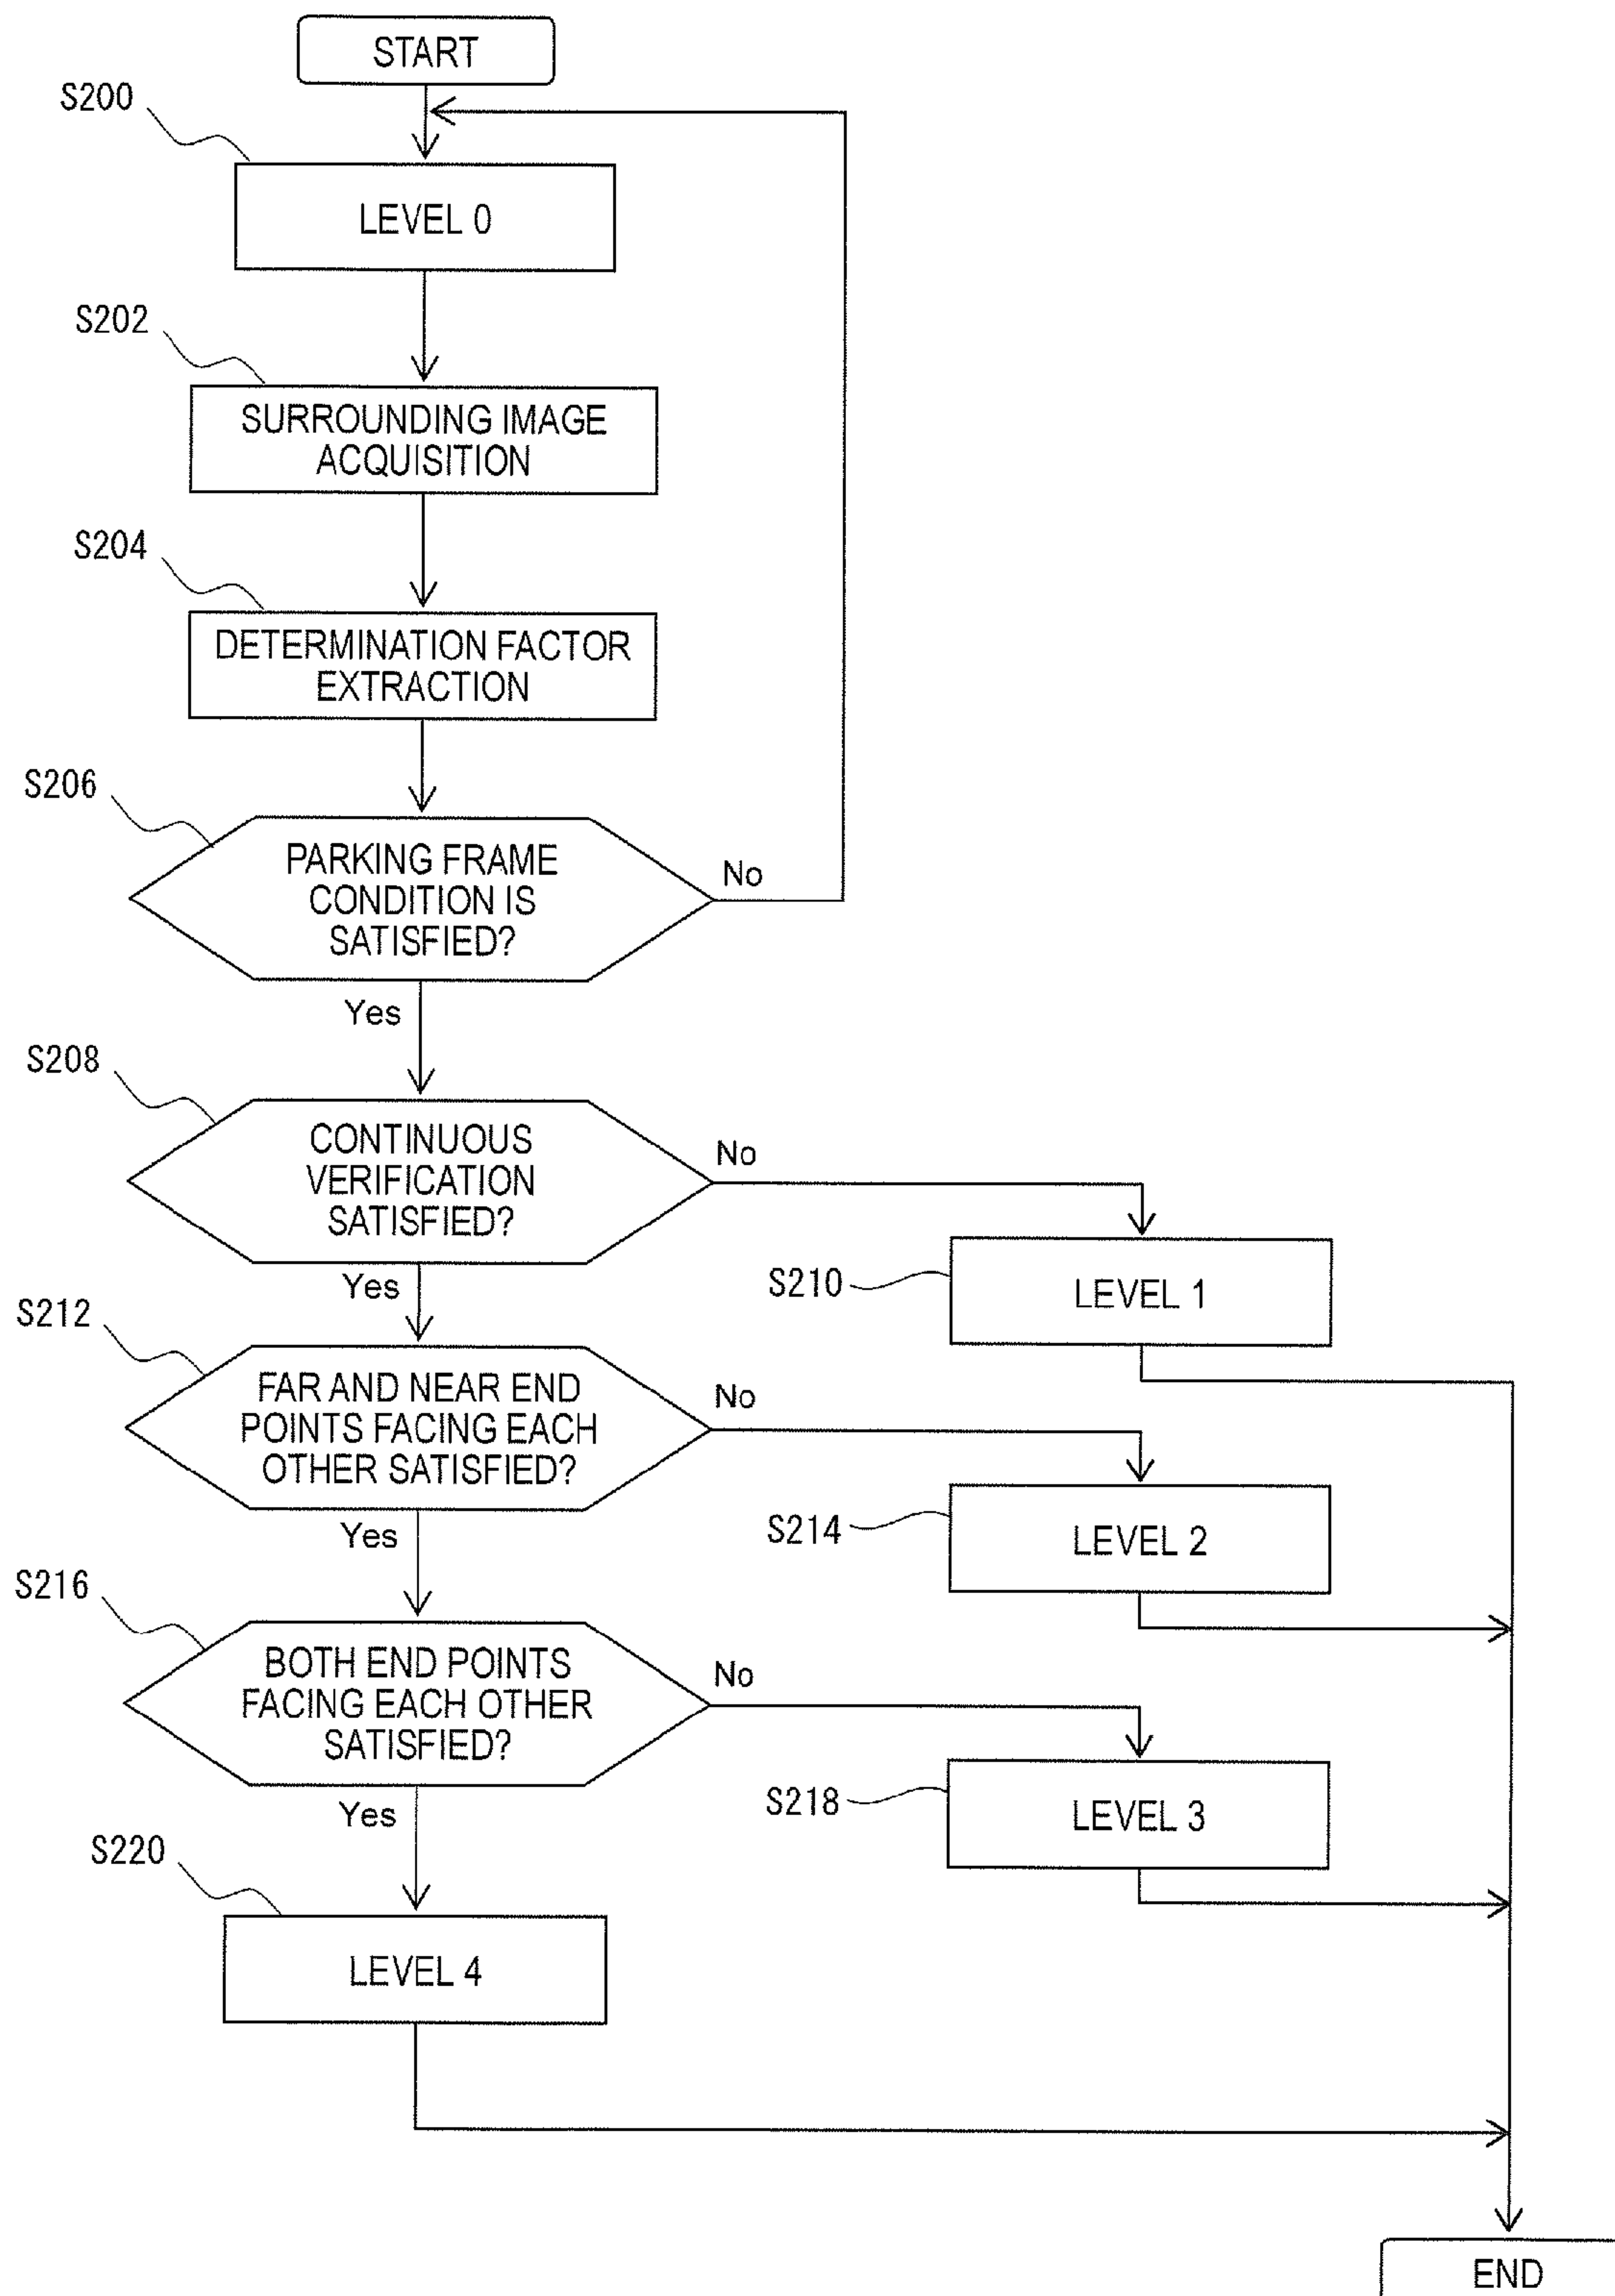 START
S200
LEVEL 0
S202
SURROUNDING IMAGE
ACQUISITION
S204
DETERMINATION FACTOR
EXTRACTION
S206
PARKING FRAME
CONDITION IS
SATISFIED?
No
Yes
S208
CONTINUOUS
VERIFICATION
SATISFIED?
No
Yes
S210
LEVEL 1
S212
FAR AND NEAR END
POINTS FACING EACH
OTHER SATISFIED?
No
Yes
S214
LEVEL 2
S216
BOTH END POINTS
FACING EACH OTHER
SATISFIED?
No
Yes
S218
LEVEL 3
S220
LEVEL 4
END